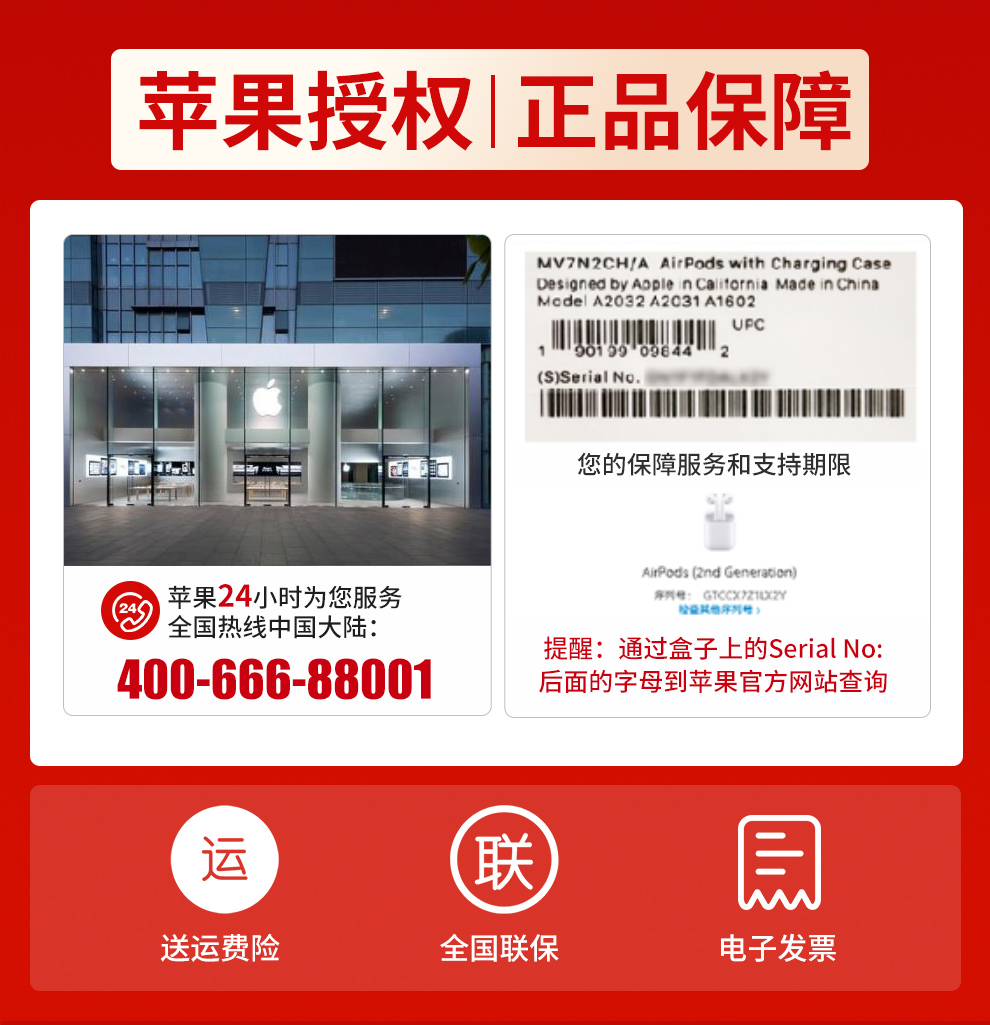 苹果授权|正品保障
MV7N2CH/A AirPods with Charging Case
Designed by Apple in California Made in China
Model A2032 A2031 A1602
UPC
1 90199 09844 2
(S)Serial No.
您的保障服务和支持期限
AirPods (2nd Generation)
序列号： GTCCX7Z1LX2Y
检查其他序列号 ›
提醒：通过盒子上的Serial No:
后面的字母到苹果官方网站查询
24
苹果24小时为您服务
全国热线中国大陆：
400-666-88001
运
送运费险
联
全国联保
电子发票